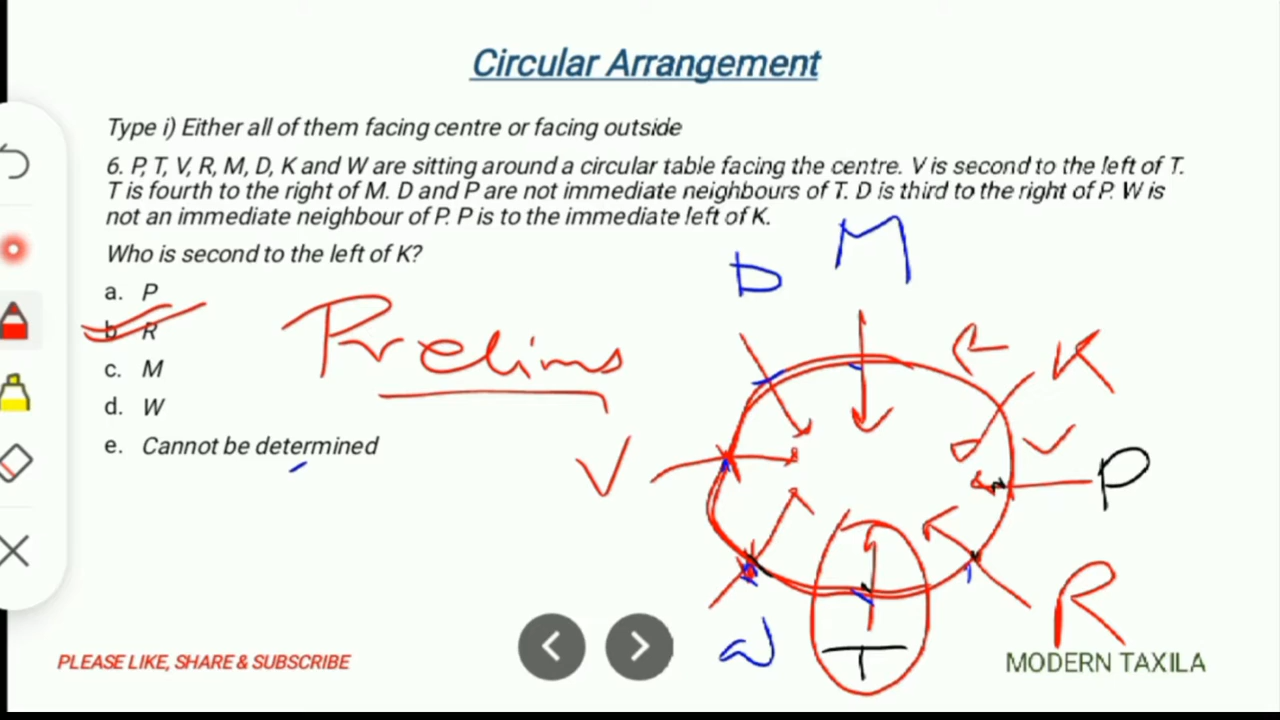 Circular Arrangement
Type i) Either all of them facing centre or facing outside
6. P, T, V, R, M, D, K and W are sitting around a circular table facing the centre. V is second to the left of T.
T is fourth to the right of M. D and P are not immediate neighbours of T. D is third to the right of P. W is
not an immediate neighbour of P. P is to the immediate left of K.
Who is second to the left of K?
a. P
b. R
c. M
d. W
e. Cannot be determined
Prelims
D
M
K
V
P
R
W
T
PLEASE LIKE, SHARE & SUBSCRIBE
MODERN TAXILA